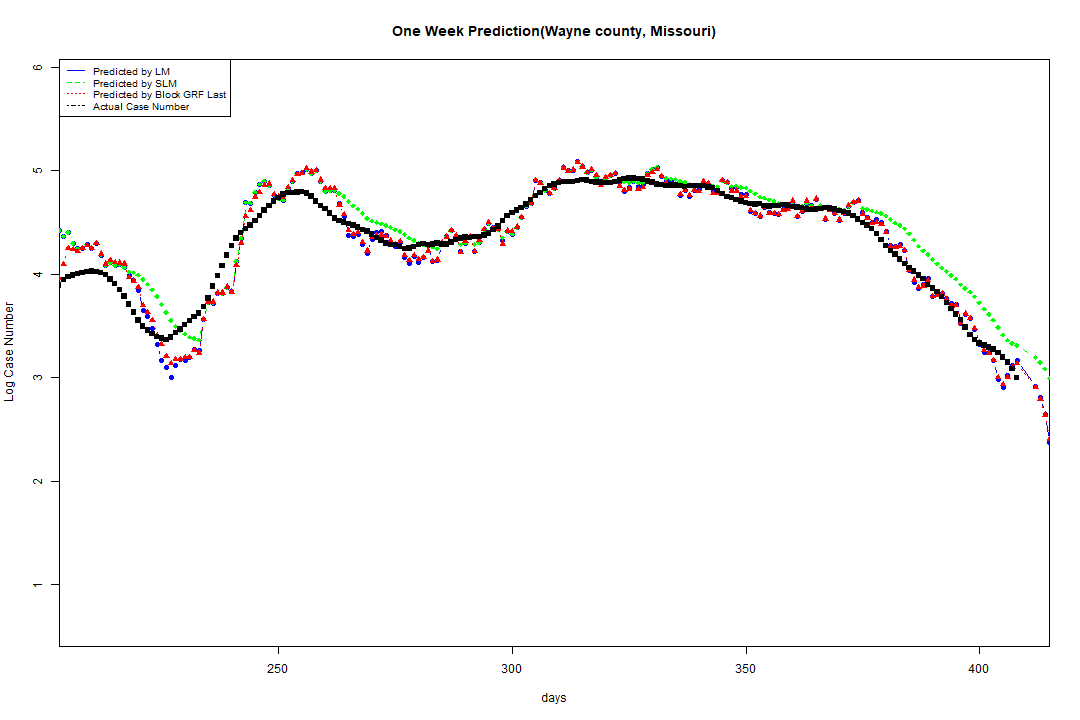 One Week Prediction(Wayne county, Missouri)
Predicted by LM
Predicted by SLM
Predicted by Block GRF Last
Actual Case Number
6
5
4
3
2
1
Log Case Number
250
300
350
400
days